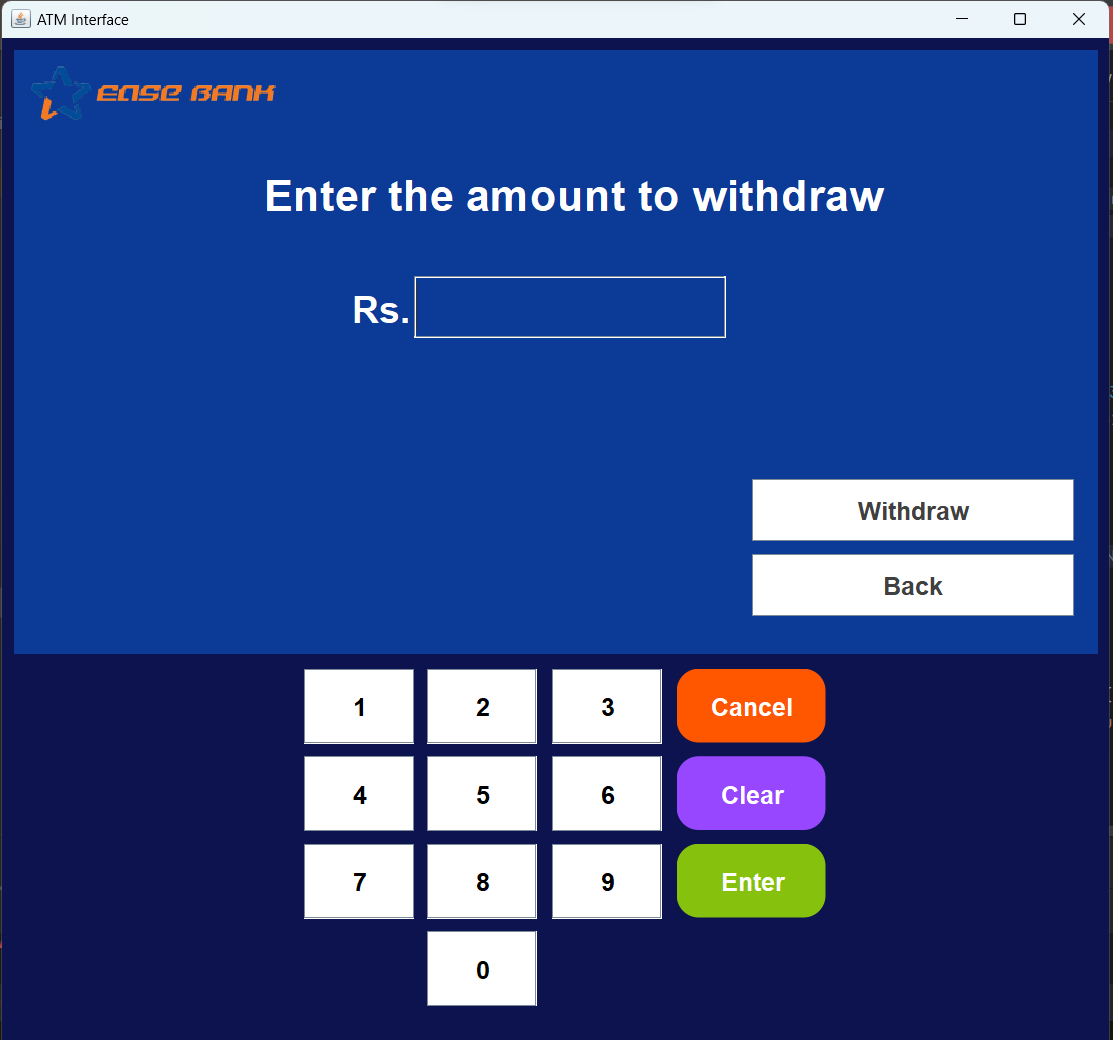 ATM Interface
EASE BANK
Enter the amount to withdraw
Rs.
Withdraw
Back
1 2 3 Cancel
4 5 6 Clear
7 8 9 Enter
0